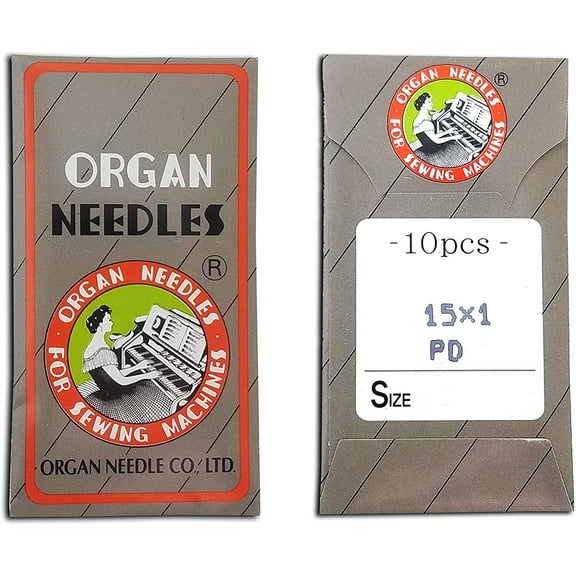 ORGAN
NEEDLES
®
ORGAN NEEDLES
FOR SEWING MACHINES
ORGAN NEEDLE CO., LTD.
ORGAN NEEDLES
®
FOR SEWING MACHINES
-10pcs-
15×1
PD
SIZE